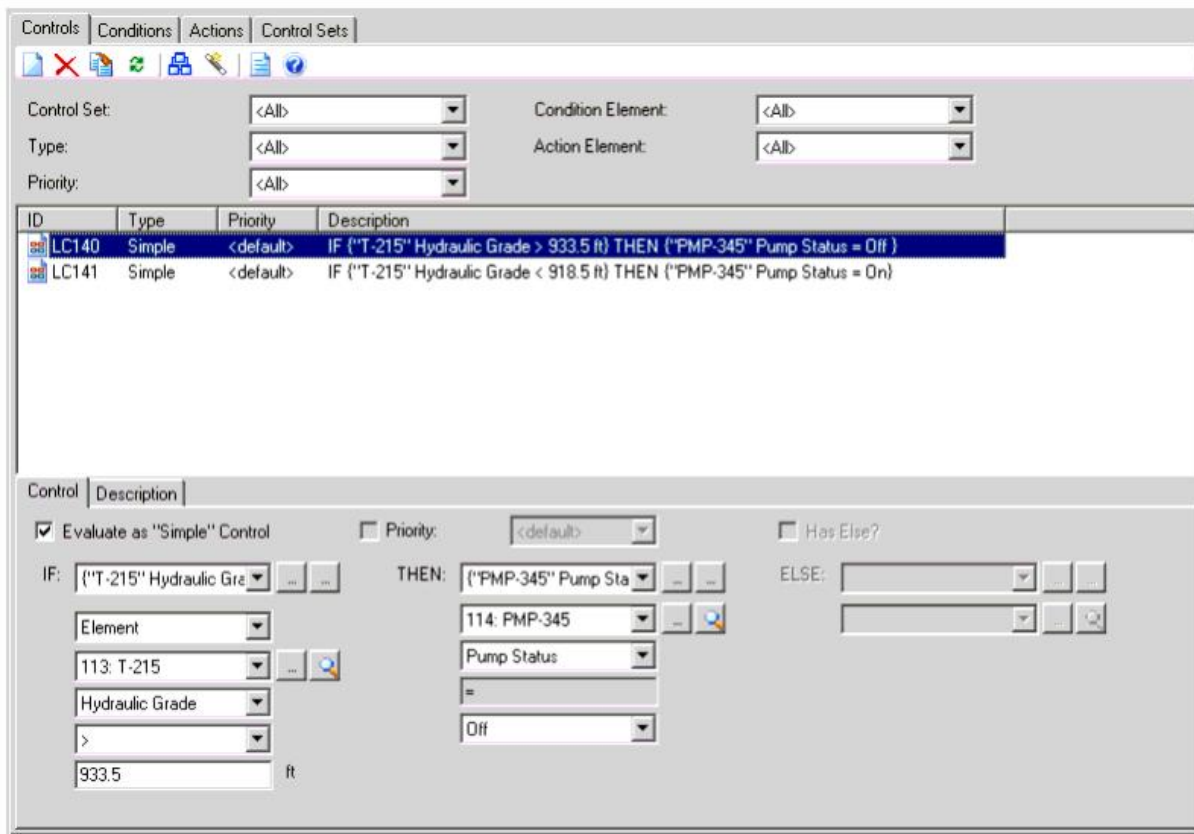 Controls Conditions Actions Control Sets
Control Set: <All> Condition Element: <All>
Type: <All> Action Element: <All>
Priority: <All>
ID Type Priority Description
LC140 Simple <default> IF {"T-215" Hydraulic Grade > 933.5 ft} THEN {"PMP-345" Pump Status = Off }
LC141 Simple <default> IF {"T-215" Hydraulic Grade < 918.5 ft} THEN {"PMP-345" Pump Status = On}
Control Description
Evaluate as "Simple" Control Priority: <default> Has Else?
IF: {"T-215" Hydraulic Gra ... ... THEN: {"PMP-345" Pump Sta ... ... ELSE: ... ...
Element 114: PMP-345 ... ...
113: T-215 ... Pump Status
Hydraulic Grade =
> Off
933.5 ft